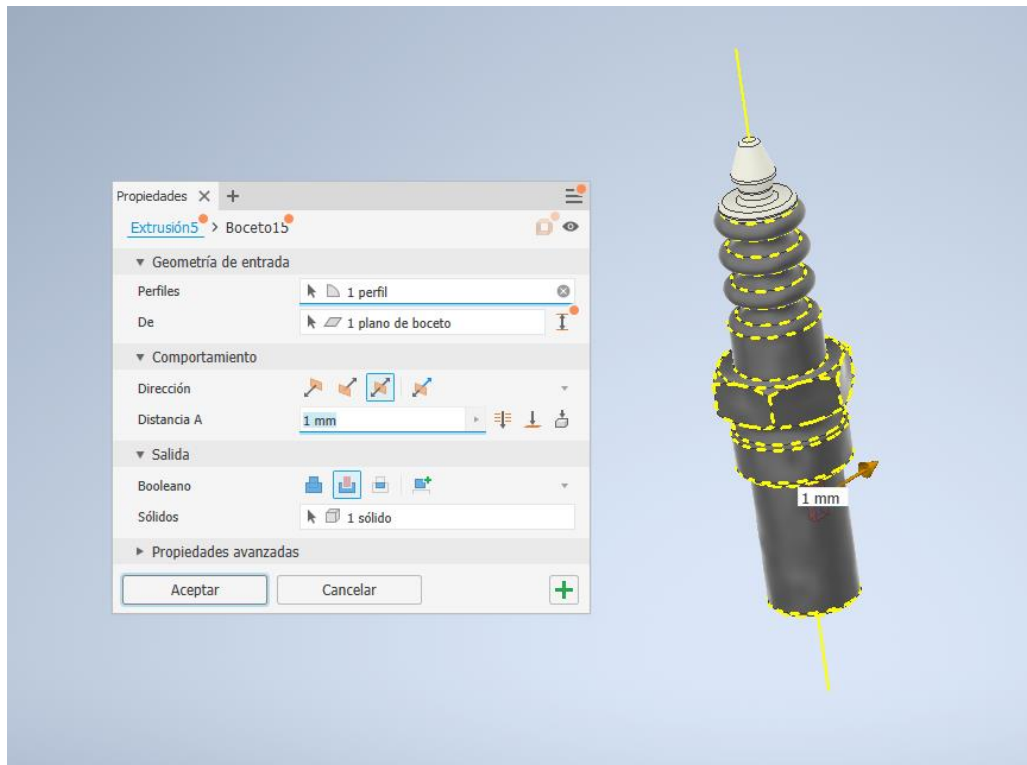 Propiedades X +
Extrusión5 > Boceto15
Geometría de entrada
Perfiles 1 perfil
De 1 plano de boceto
Comportamiento
Dirección
Distancia A 1 mm
1 mm
Salida
Booleano
Sólidos 1 sólido
Propiedades avanzadas
Aceptar Cancelar